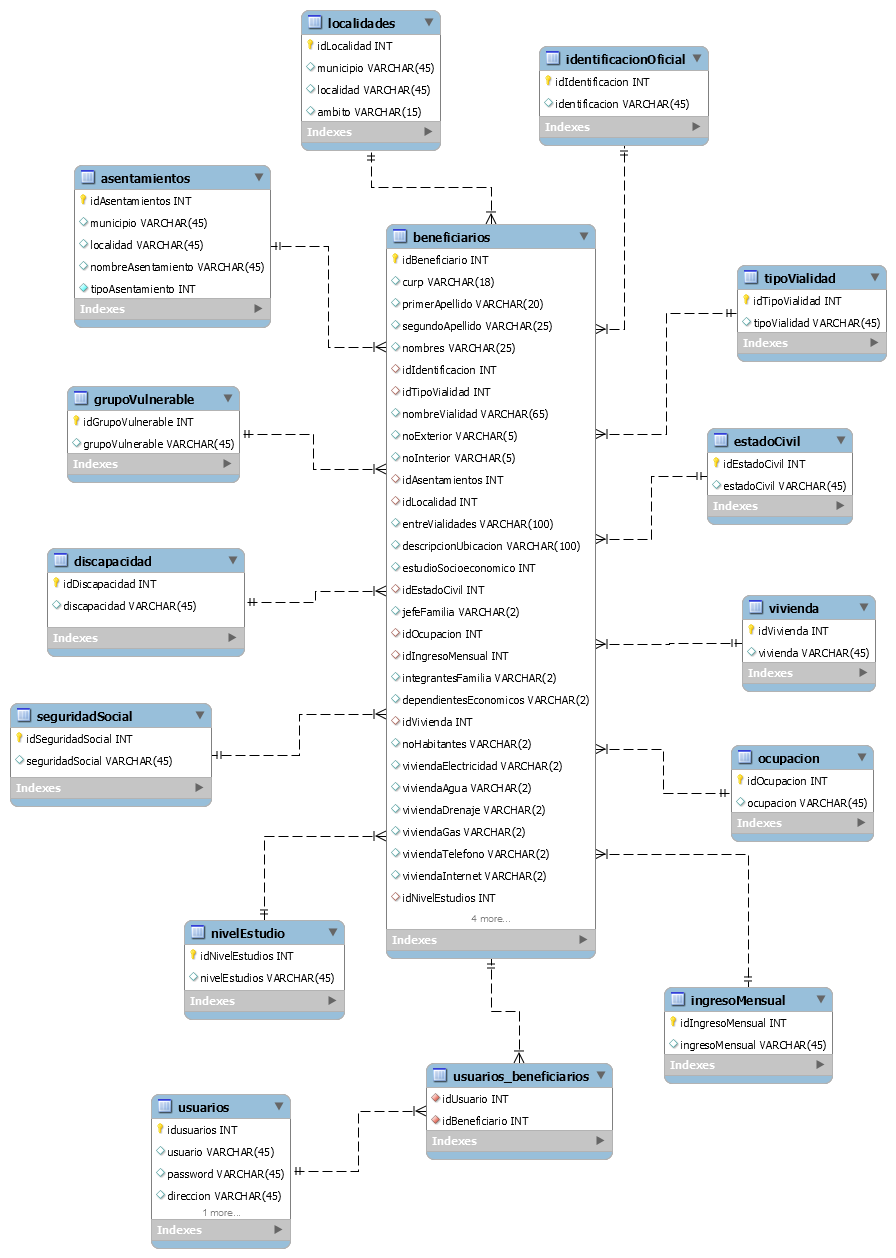 localidades
idLocalidad INT
municipio VARCHAR(45)
localidad VARCHAR(45)
ambito VARCHAR(15)
Indexes
identificacionOficial
idIdentificacion INT
identificacion VARCHAR(45)
Indexes
asentamientos
idAsentamientos INT
municipio VARCHAR(45)
localidad VARCHAR(45)
nombreAsentamiento VARCHAR(45)
tipoAsentamiento INT
Indexes
beneficiarios
idBeneficiario INT
curp VARCHAR(18)
primerApellido VARCHAR(20)
segundoApellido VARCHAR(25)
nombres VARCHAR(25)
idIdentificacion INT
idTipoVialidad INT
nombreVialidad VARCHAR(65)
noExterior VARCHAR(5)
noInterior VARCHAR(5)
idAsentamientos INT
idLocalidad INT
entreVialidades VARCHAR(100)
descripcionUbicacion VARCHAR(100)
estudioSocioeconomico INT
idEstadoCivil INT
jefeFamilia VARCHAR(2)
idOcupacion INT
idIngresoMensual INT
integrantesFamilia VARCHAR(2)
dependientesEconomicos VARCHAR(2)
idVivienda INT
noHabitantes VARCHAR(2)
viviendaElectricidad VARCHAR(2)
viviendaAgua VARCHAR(2)
viviendaDrenaje VARCHAR(2)
viviendaGas VARCHAR(2)
viviendaTelefono VARCHAR(2)
viviendaInternet VARCHAR(2)
idNivelEstudios INT
4 more...
Indexes
tipoVialidad
idTipoVialidad INT
tipoVialidad VARCHAR(45)
Indexes
grupoVulnerable
idGrupoVulnerable INT
grupoVulnerable VARCHAR(45)
Indexes
estadoCivil
idEstadoCivil INT
estadoCivil VARCHAR(45)
Indexes
discapacidad
idDiscapacidad INT
discapacidad VARCHAR(45)
Indexes
vivienda
idVivienda INT
vivienda VARCHAR(45)
Indexes
seguridadSocial
idSeguridadSocial INT
seguridadSocial VARCHAR(45)
Indexes
ocupacion
idOcupacion INT
ocupacion VARCHAR(45)
Indexes
nivelEstudio
idNivelEstudios INT
nivelEstudios VARCHAR(45)
Indexes
ingresoMensual
idIngresoMensual INT
ingresoMensual VARCHAR(45)
Indexes
usuarios_beneficiarios
idUsuario INT
idBeneficiario INT
Indexes
usuarios
idusuarios INT
usuario VARCHAR(45)
password VARCHAR(45)
direccion VARCHAR(45)
1 more...
Indexes